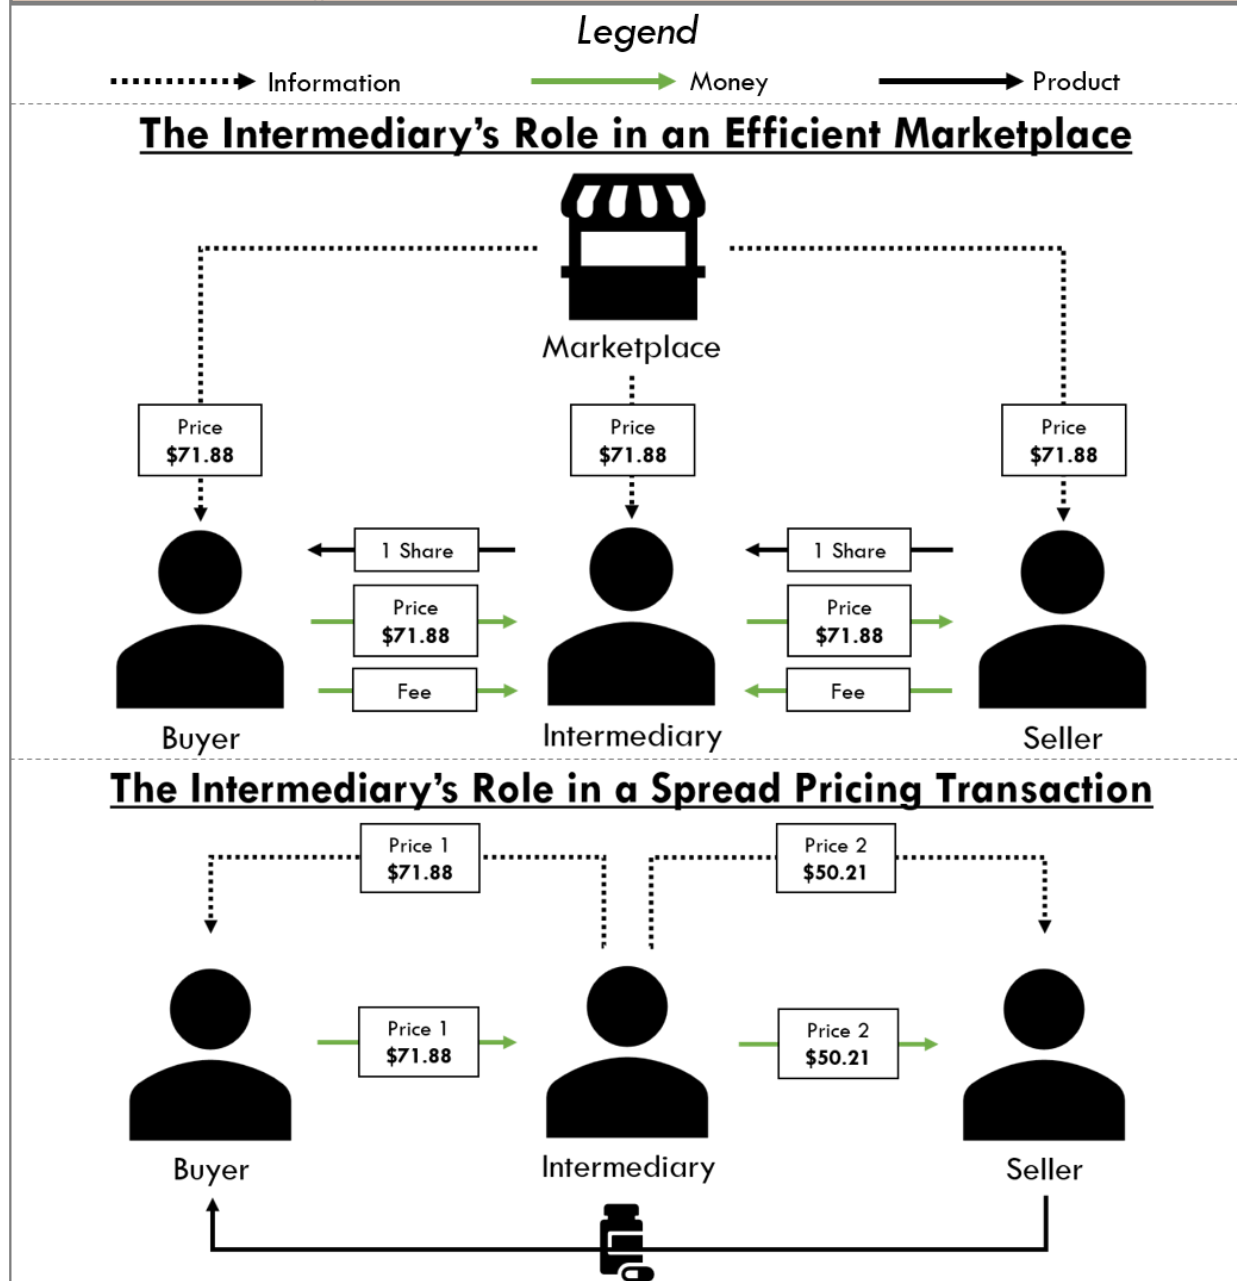 Legend
Information
Money
Product
The Intermediary's Role in an Efficient Marketplace
Marketplace
Price
$71.88
Price
$71.88
Price
$71.88
1 Share
1 Share
Price
$71.88
Price
$71.88
Fee
Fee
Buyer
Intermediary
Seller
The Intermediary's Role in a Spread Pricing Transaction
Price 1
$71.88
Price 2
$50.21
Price 1
$71.88
Price 2
$50.21
Buyer
Intermediary
Seller